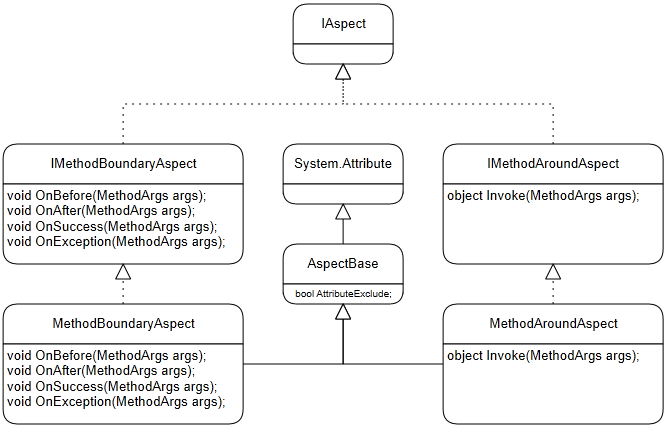 IAspect
IMethodBoundaryAspect
void OnBefore(MethodArgs args);
void OnAfter(MethodArgs args);
void OnSuccess(MethodArgs args);
void OnException(MethodArgs args);
System.Attribute
IMethodAroundAspect
object Invoke(MethodArgs args);
AspectBase
bool AttributeExclude;
MethodBoundaryAspect
void OnBefore(MethodArgs args);
void OnAfter(MethodArgs args);
void OnSuccess(MethodArgs args);
void OnException(MethodArgs args);
MethodAroundAspect
object Invoke(MethodArgs args);